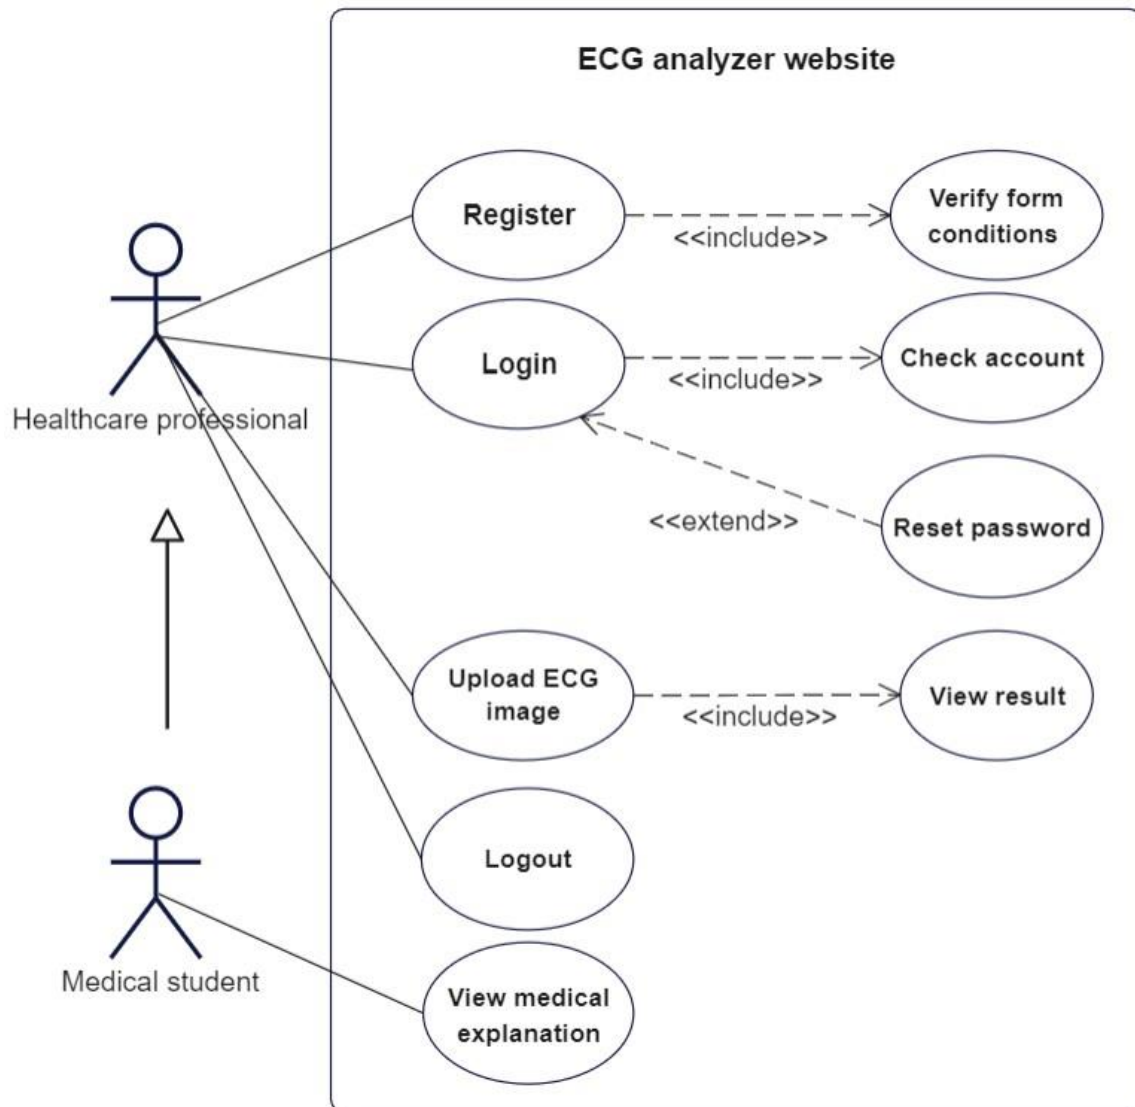 ECG analyzer website
Register
<<include>>
Verify form
conditions
Healthcare professional
Login
<<include>>
Check account
<<extend>>
Reset password
Upload ECG
image
<<include>>
View result
Logout
Medical student
View medical
explanation